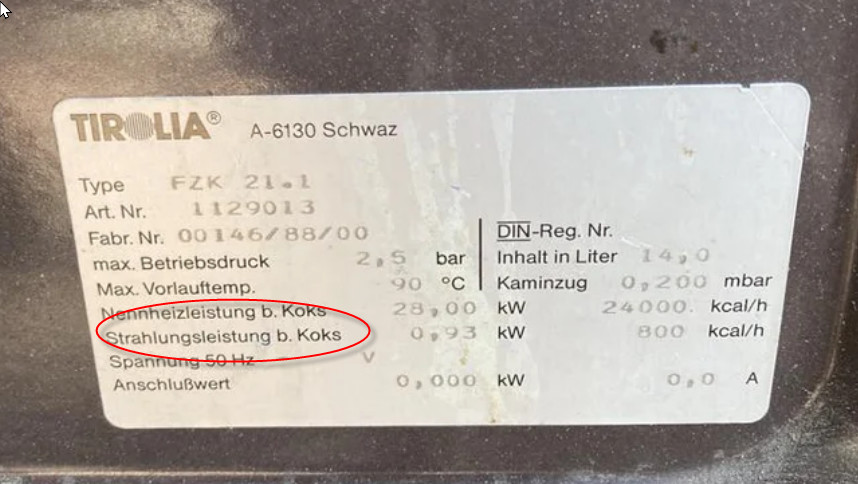 TIROLIA® A-6130 Schwaz
Type FZK 21.1
Art. Nr. 1129013
Fabr. Nr. 00146/88/00 DIN-Reg. Nr.
max. Betriebsdruck 2,5 bar Inhalt in Liter 14,0
Max. Vorlauftemp. 90 °C Kaminzug 0,200 mbar
Nennheizleistung b. Koks 28,00 kW 24000. kcal/h
Strahlungsleistung b. Koks 0,93 kW 800 kcal/h
Spannung 50 Hz - V
Anschlußwert 0,000 kW 0,0 A